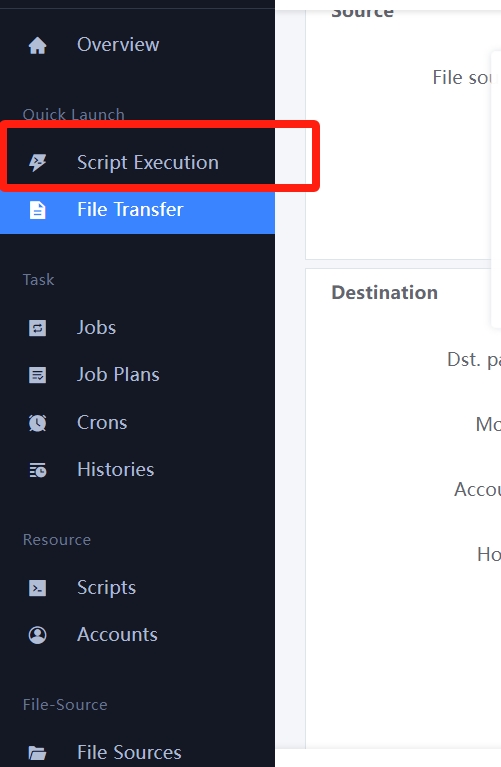 Overview
Quick Launch
Script Execution
File Transfer
Task
Jobs
Job Plans
Crons
Histories
Resource
Scripts
Accounts
File-Source
File Sources
Source
File sou
Destination
Dst. pa
Mo
Accou
Ho